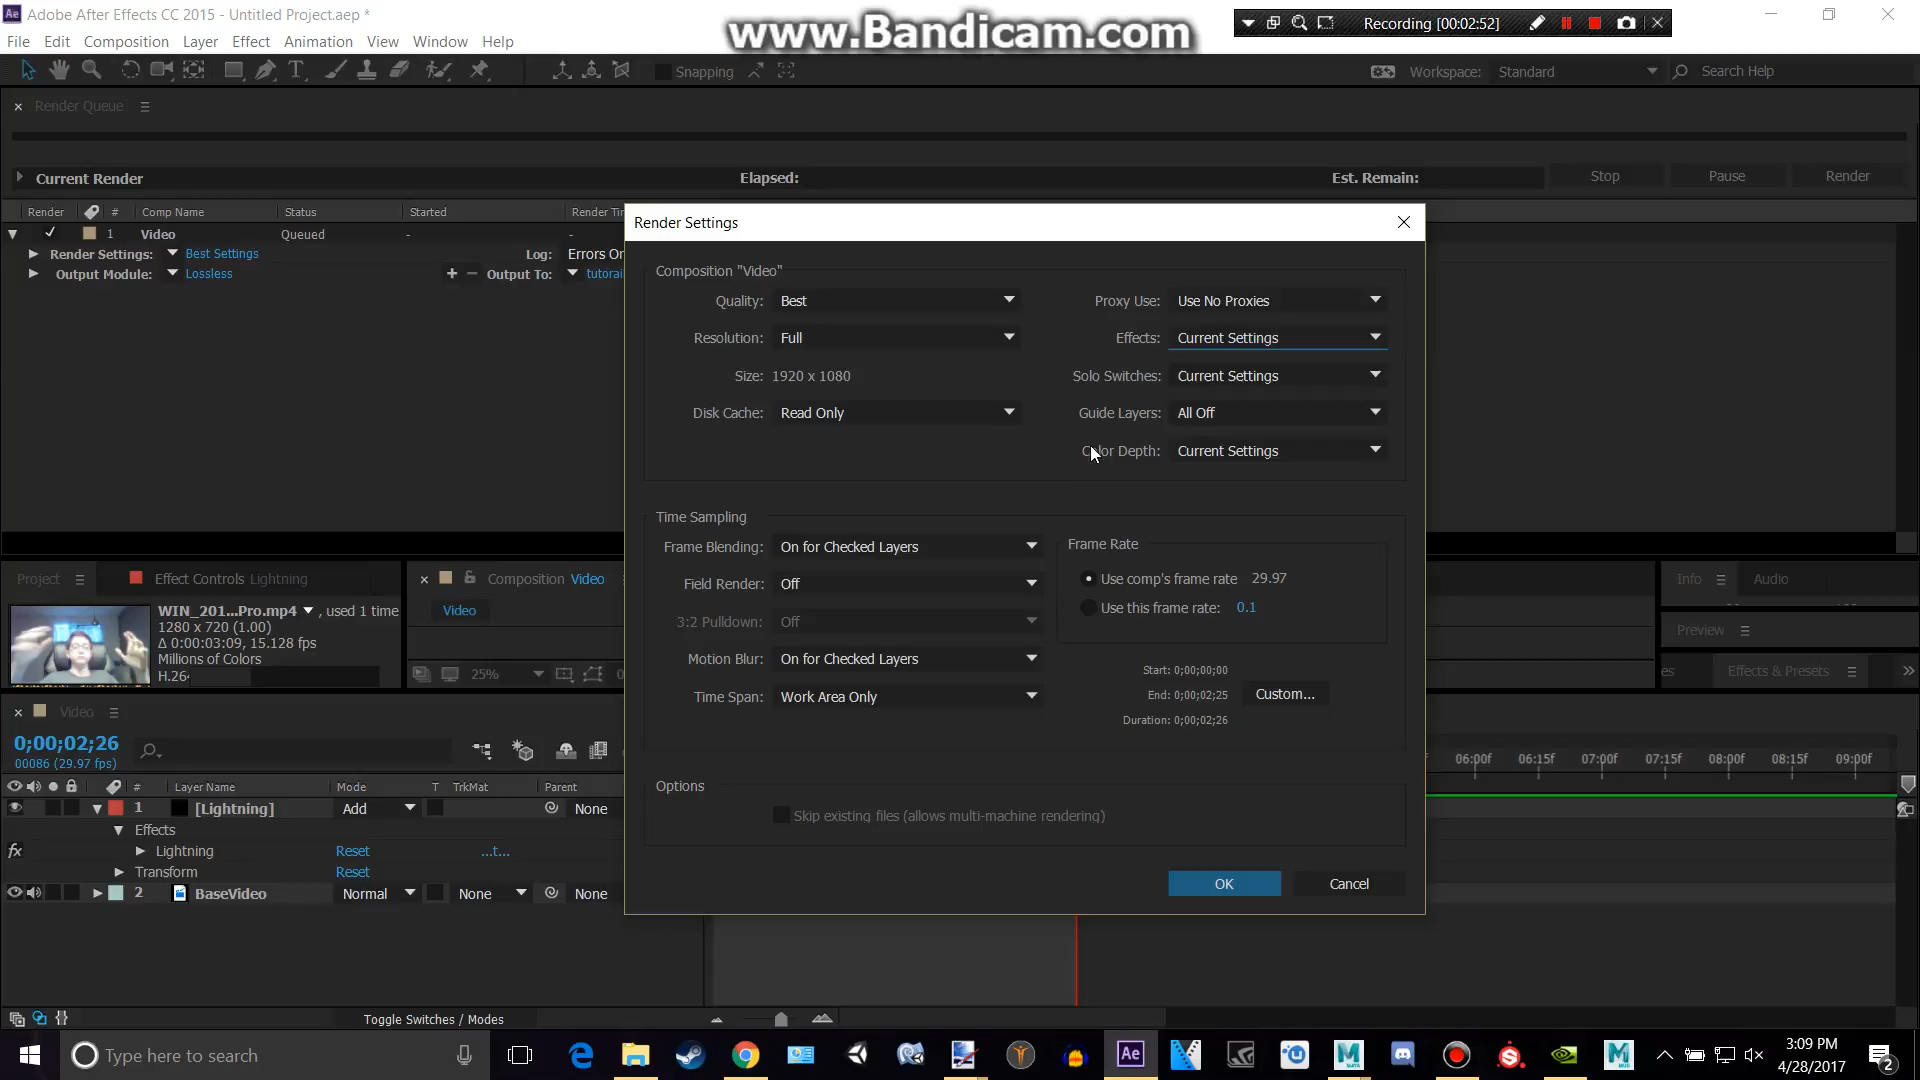 Adobe After Effects CC 2015 - Untitled Project.aep *
www.Bandicam.com
Recording [00:02:52]
File Edit Composition Layer Effect Animation View Window Help
Snapping
Workspace: Standard
Search Help
Render Queue
Current Render
Elapsed:
Est. Remain:
Stop Pause Render
Render # Comp Name Status Started Render Tim
1 Video Queued - -
Render Settings: Best Settings Log: Errors On
Output Module: Lossless Output To: tutorial
Render Settings
Composition "Video"
Quality: Best Proxy Use: Use No Proxies
Resolution: Full Effects: Current Settings
Size: 1920 x 1080 Solo Switches: Current Settings
Disk Cache: Read Only Guide Layers: All Off
Color Depth: Current Settings
Time Sampling
Frame Blending: On for Checked Layers Frame Rate
Field Render: Off Use comp's frame rate 29.97
3:2 Pulldown: Off Use this frame rate: 0.1
Motion Blur: On for Checked Layers Start: 0;00;00;00
Time Span: Work Area Only End: 0;00;02;25 Custom...
Duration: 0;00;02;26
Options
Skip existing files (allows multi-machine rendering)
OK Cancel
Project Effect Controls Lightning Composition Video
Info Audio
WIN_201...Pro.mp4 , used 1 time
1280 x 720 (1.00)
Δ 0:00:03:09, 15.128 fps
Millions of Colors
H.264
Video
25%
Preview
es Effects & Presets
Video
0;00;02;26
00086 (29.97 fps)
06:00f 06:15f 07:00f 07:15f 08:00f 08:15f 09:00f
# Layer Name Mode T TrkMat Parent
1 [Lightning] Add None
Effects
fx Lightning Reset ...t...
Transform Reset
2 BaseVideo Normal None None
Toggle Switches / Modes
Type here to search
3:09 PM
4/28/2017
2